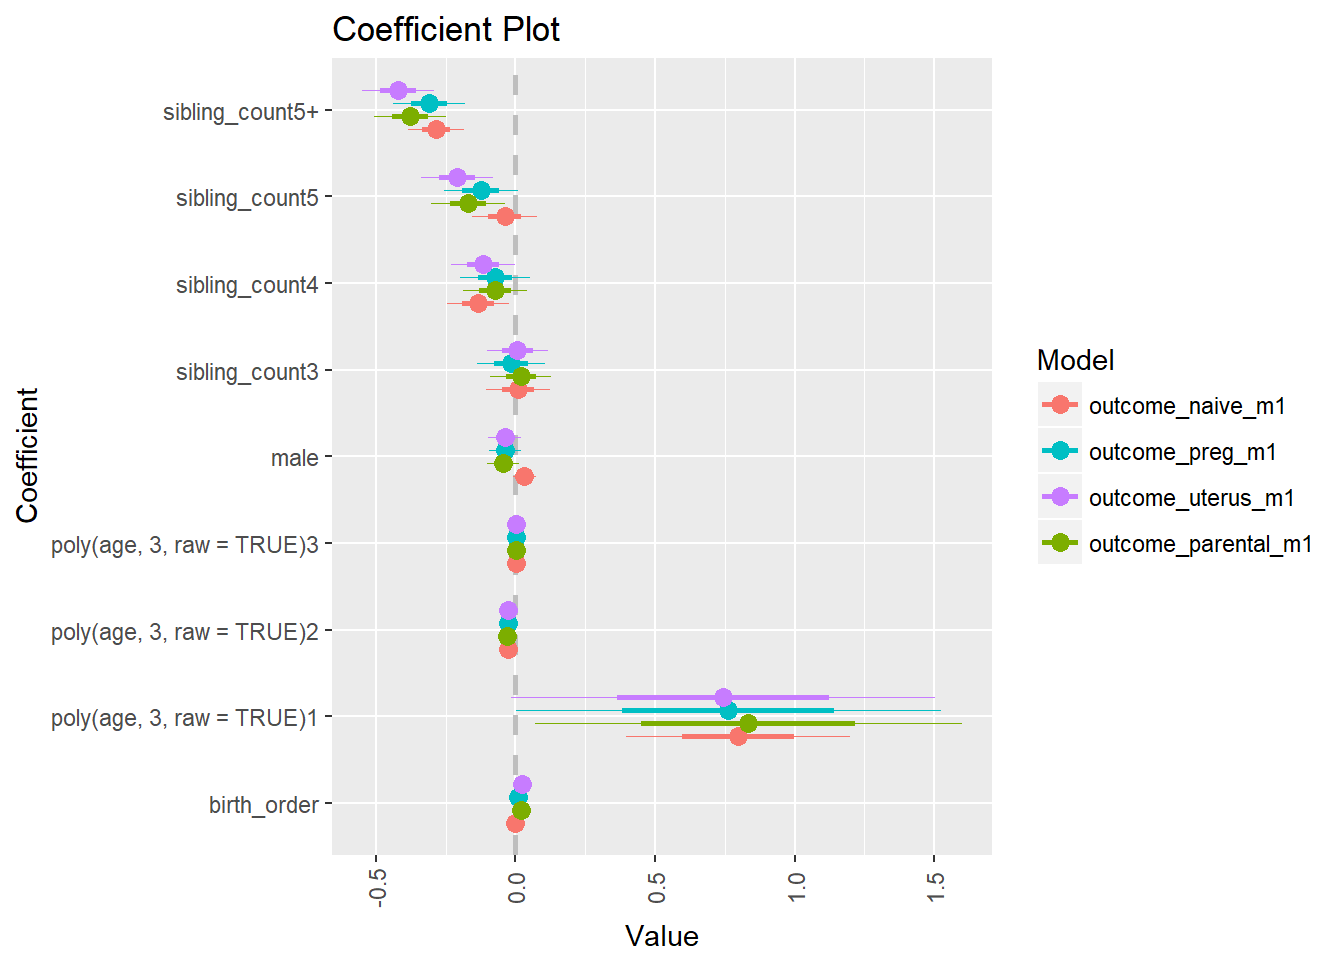 Coefficient Plot
Coefficient
sibling_count5+
sibling_count5
sibling_count4
sibling_count3
male
poly(age, 3, raw = TRUE)3
poly(age, 3, raw = TRUE)2
poly(age, 3, raw = TRUE)1
birth_order
-0.5
0.0
0.5
1.0
1.5
Value
Model
outcome_naive_m1
outcome_preg_m1
outcome_uterus_m1
outcome_parental_m1